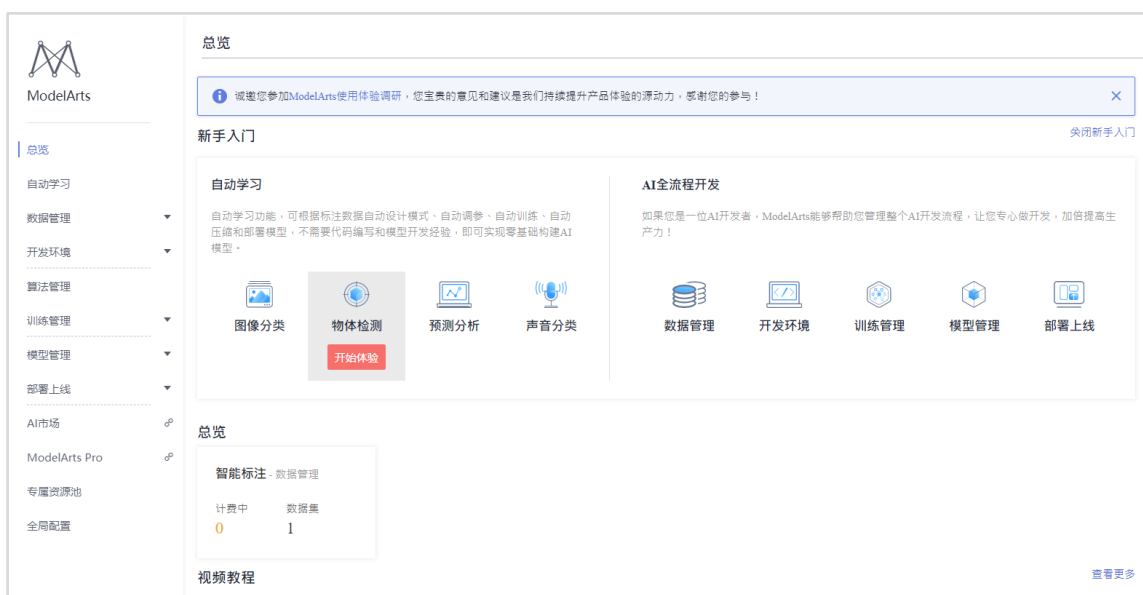 ModelArts
总览
自动学习
数据管理
开发环境
算法管理
训练管理
模型管理
部署上线
AI市场
ModelArts Pro
专属资源池
全局配置
总览
诚邀您参加ModelArts使用体验调研，您宝贵的意见和建议是我们持续提升产品体验的源动力，感谢您的参与！
新手入门
关闭新手入门
自动学习
自动学习功能，可根据标注数据自动设计模式、自动调参、自动训练、自动
压缩和部署模型，不需要代码编写和模型开发经验，即可实现零基础构建AI
模型。
图像分类
物体检测
预测分析
声音分类
开始体验
AI全流程开发
如果您是一位AI开发者，ModelArts能够帮助您管理整个AI开发流程，让您专心做开发，加倍提高生
产力！
数据管理
开发环境
训练管理
模型管理
部署上线
总览
智能标注 - 数据管理
计费中 数据集
0 1
视频教程
查看更多